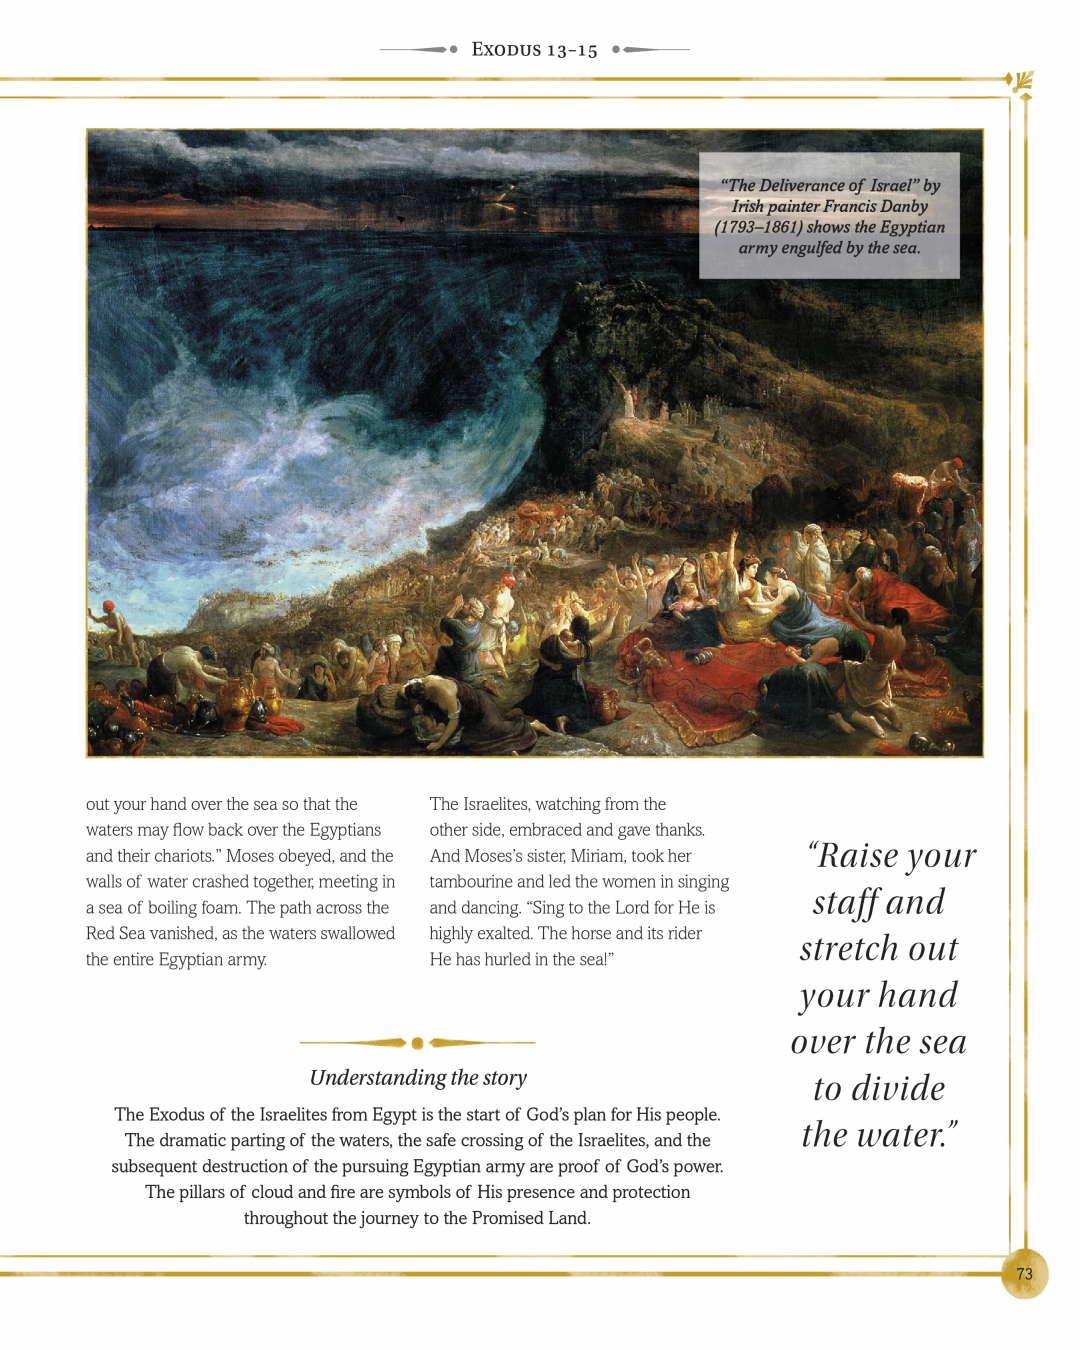 Exodus 13–15
“The Deliverance of Israel” by
Irish painter Francis Danby
(1793–1861) shows the Egyptian
army engulfed by the sea.
out your hand over the sea so that the
waters may flow back over the Egyptians
and their chariots.” Moses obeyed, and the
walls of water crashed together, meeting in
a sea of boiling foam. The path across the
Red Sea vanished, as the waters swallowed
the entire Egyptian army.
The Israelites, watching from the
other side, embraced and gave thanks.
And Moses’s sister, Miriam, took her
tambourine and led the women in singing
and dancing. “Sing to the Lord for He is
highly exalted. The horse and its rider
He has hurled in the sea!”
“Raise your
staff and
stretch out
your hand
over the sea
to divide
the water.”
Understanding the story
The Exodus of the Israelites from Egypt is the start of God’s plan for His people.
The dramatic parting of the waters, the safe crossing of the Israelites, and the
subsequent destruction of the pursuing Egyptian army are proof of God’s power.
The pillars of cloud and fire are symbols of His presence and protection
throughout the journey to the Promised Land.
73